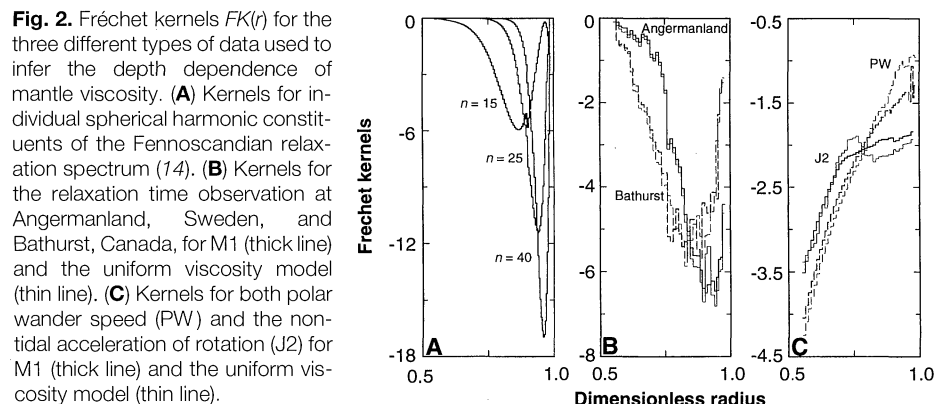 Fig. 2. Fréchet kernels FK(r) for the
three different types of data used to
infer the depth dependence of
mantle viscosity. (A) Kernels for in-
dividual spherical harmonic constit-
uents of the Fennoscandian relax-
ation spectrum (14). (B) Kernels for
the relaxation time observation at
Angermanland, Sweden, and
Bathurst, Canada, for M1 (thick line)
and the uniform viscosity model
(thin line). (C) Kernels for both polar
wander speed (PW) and the non-
tidal acceleration of rotation (J2) for
M1 (thick line) and the uniform vis-
cosity model (thin line).
Frechet kernels
0
-6
-12
-18
n = 15
n = 25
n = 40
A
0.5
1.0
0
-2
-4
-6
-8
Angermanland
Bathurst
B
0.5
1.0
-0.5
-1.5
-2.5
-3.5
-4.5
PW
J2
C
0.5
1.0
Dimensionless radius